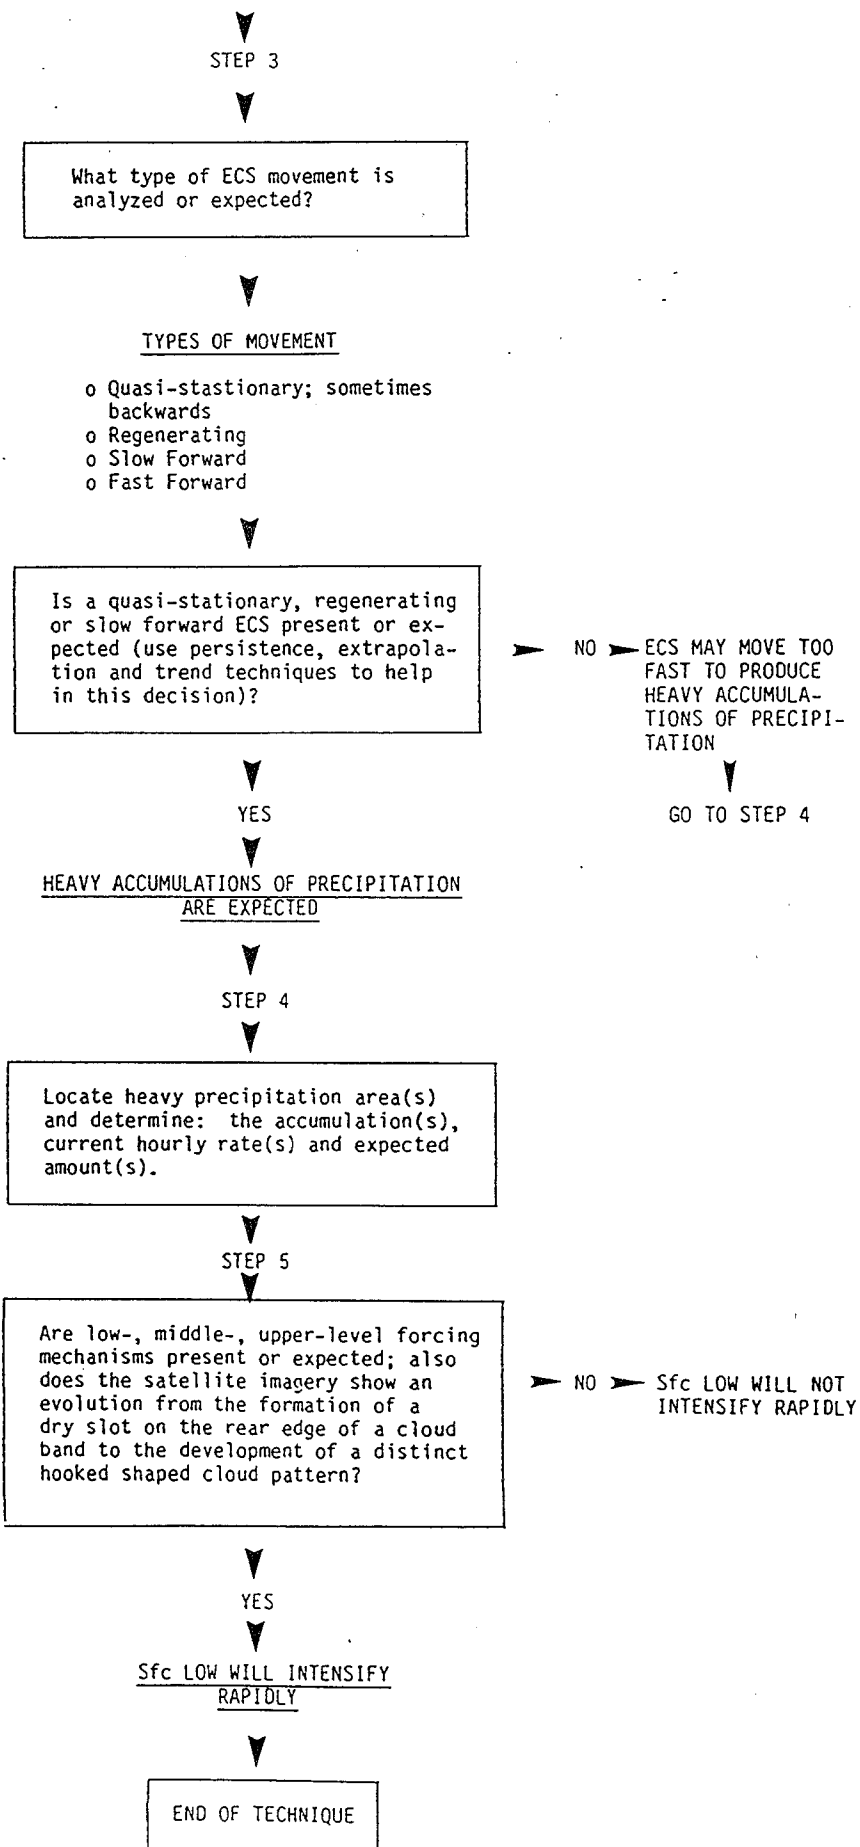 STEP 3
What type of ECS movement is
analyzed or expected?
TYPES OF MOVEMENT
o Quasi-stastionary; sometimes
backwards
o Regenerating
o Slow Forward
o Fast Forward
Is a quasi-stationary, regenerating
or slow forward ECS present or ex-
pected (use persistence, extrapola-
tion and trend techniques to help
in this decision)?
NO
ECS MAY MOVE TOO
FAST TO PRODUCE
HEAVY ACCUMULA-
TIONS OF PRECIPI-
TATION
GO TO STEP 4
YES
HEAVY ACCUMULATIONS OF PRECIPITATION
ARE EXPECTED
STEP 4
Locate heavy precipitation area(s)
and determine: the accumulation(s),
current hourly rate(s) and expected
amount(s).
STEP 5
Are low-, middle-, upper-level forcing
mechanisms present or expected; also
does the satellite imagery show an
evolution from the formation of a
dry slot on the rear edge of a cloud
band to the development of a distinct
hooked shaped cloud pattern?
NO
Sfc LOW WILL NOT
INTENSIFY RAPIDLY
YES
Sfc LOW WILL INTENSIFY
RAPIDLY
END OF TECHNIQUE